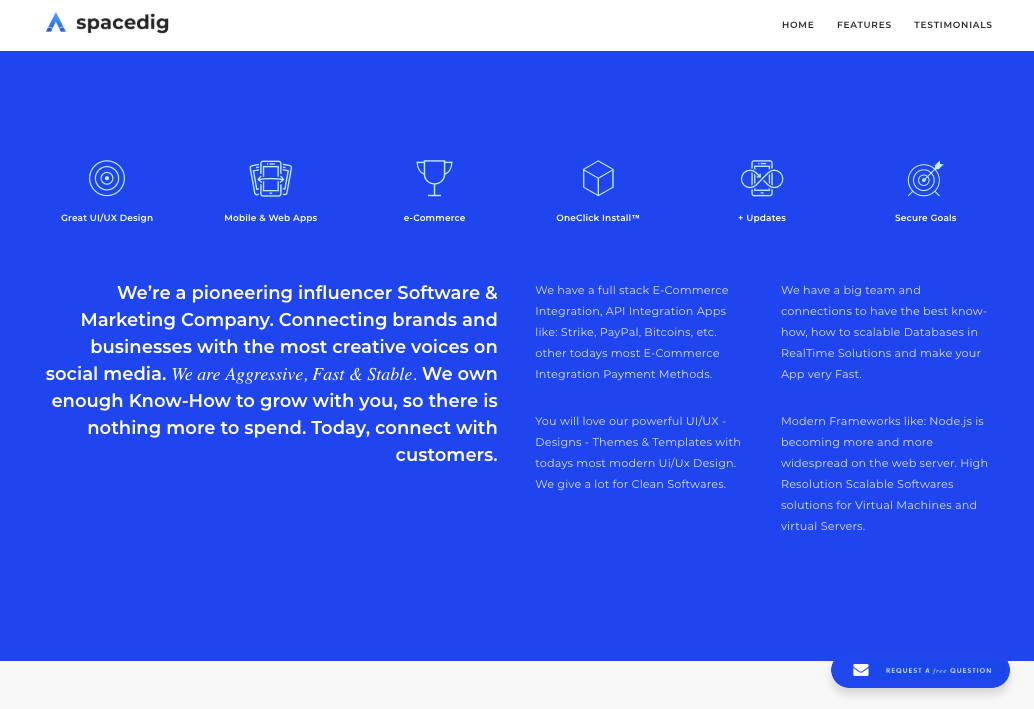 spacedig
HOME FEATURES TESTIMONIALS
Great UI/UX Design
Mobile & Web Apps
e-Commerce
OneClick Install™
+ Updates
Secure Goals
We're a pioneering influencer Software &
Marketing Company. Connecting brands and
businesses with the most creative voices on
social media. We are Aggressive, Fast & Stable. We own
enough Know-How to grow with you, so there is
nothing more to spend. Today, connect with
customers.
We have a full stack E-Commerce
Integration, API Integration Apps
like: Strike, PayPal, Bitcoins, etc.
other todays most E-Commerce
Integration Payment Methods.
You will love our powerful UI/UX -
Designs - Themes & Templates with
todays most modern Ui/Ux Design.
We give a lot for Clean Softwares.
We have a big team and
connections to have the best know-
how, how to scalable Databases in
RealTime Solutions and make your
App very Fast.
Modern Frameworks like: Node.js is
becoming more and more
widespread on the web server. High
Resolution Scalable Softwares
solutions for Virtual Machines and
virtual Servers.
REQUEST A free QUESTION